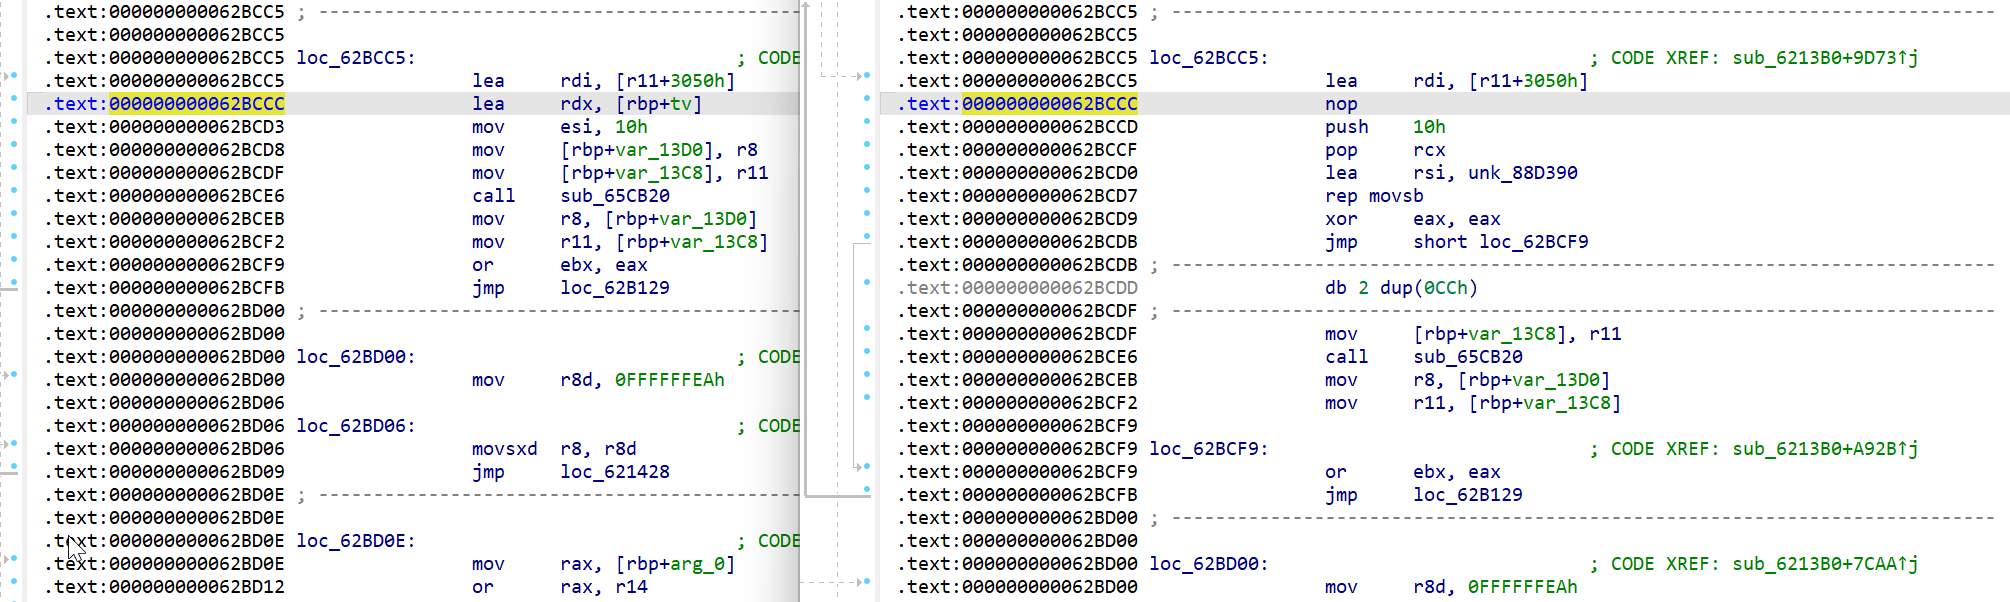 .text:000000000062BCC5 ; ---------------------------------------------------------------------------
.text:000000000062BCC5
.text:000000000062BCC5 loc_62BCC5: ; CODE
.text:000000000062BCC5 lea rdi, [r11+3050h]
.text:000000000062BCCC lea rdx, [rbp+tv]
.text:000000000062BCD3 mov esi, 10h
.text:000000000062BCD8 mov [rbp+var_13D0], r8
.text:000000000062BCDF mov [rbp+var_13C8], r11
.text:000000000062BCE6 call sub_65CB20
.text:000000000062BCEB mov r8, [rbp+var_13D0]
.text:000000000062BCF2 mov r11, [rbp+var_13C8]
.text:000000000062BCF9 or ebx, eax
.text:000000000062BCFB jmp loc_62B129
.text:000000000062BD00 ; ---------------------------------------------------------------------------
.text:000000000062BD00
.text:000000000062BD00 loc_62BD00: ; CODE
.text:000000000062BD00 mov r8d, 0FFFFFFEAh
.text:000000000062BD06
.text:000000000062BD06 loc_62BD06: ; CODE
.text:000000000062BD06 movsxd r8, r8d
.text:000000000062BD09 jmp loc_621428
.text:000000000062BD0E ; ---------------------------------------------------------------------------
.text:000000000062BD0E
.text:000000000062BD0E loc_62BD0E: ; CODE
.text:000000000062BD0E mov rax, [rbp+arg_0]
.text:000000000062BD12 or rax, r14
.text:000000000062BCC5 ; ---------------------------------------------------------------------------
.text:000000000062BCC5
.text:000000000062BCC5 loc_62BCC5: ; CODE XREF: sub_6213B0+9D73↑j
.text:000000000062BCC5 lea rdi, [r11+3050h]
.text:000000000062BCCC nop
.text:000000000062BCCD push 10h
.text:000000000062BCCF pop rcx
.text:000000000062BCD0 lea rsi, unk_88D390
.text:000000000062BCD7 rep movsb
.text:000000000062BCD9 xor eax, eax
.text:000000000062BCDB jmp short loc_62BCF9
.text:000000000062BCDB ; ---------------------------------------------------------------------------
.text:000000000062BCDD db 2 dup(0CCh)
.text:000000000062BCDF ; ---------------------------------------------------------------------------
.text:000000000062BCDF mov [rbp+var_13C8], r11
.text:000000000062BCE6 call sub_65CB20
.text:000000000062BCEB mov r8, [rbp+var_13D0]
.text:000000000062BCF2 mov r11, [rbp+var_13C8]
.text:000000000062BCF9
.text:000000000062BCF9 loc_62BCF9: ; CODE XREF: sub_6213B0+A92B↑j
.text:000000000062BCF9 or ebx, eax
.text:000000000062BCFB jmp loc_62B129
.text:000000000062BD00 ; ---------------------------------------------------------------------------
.text:000000000062BD00
.text:000000000062BD00 loc_62BD00: ; CODE XREF: sub_6213B0+7CAA↑j
.text:000000000062BD00 mov r8d, 0FFFFFFEAh